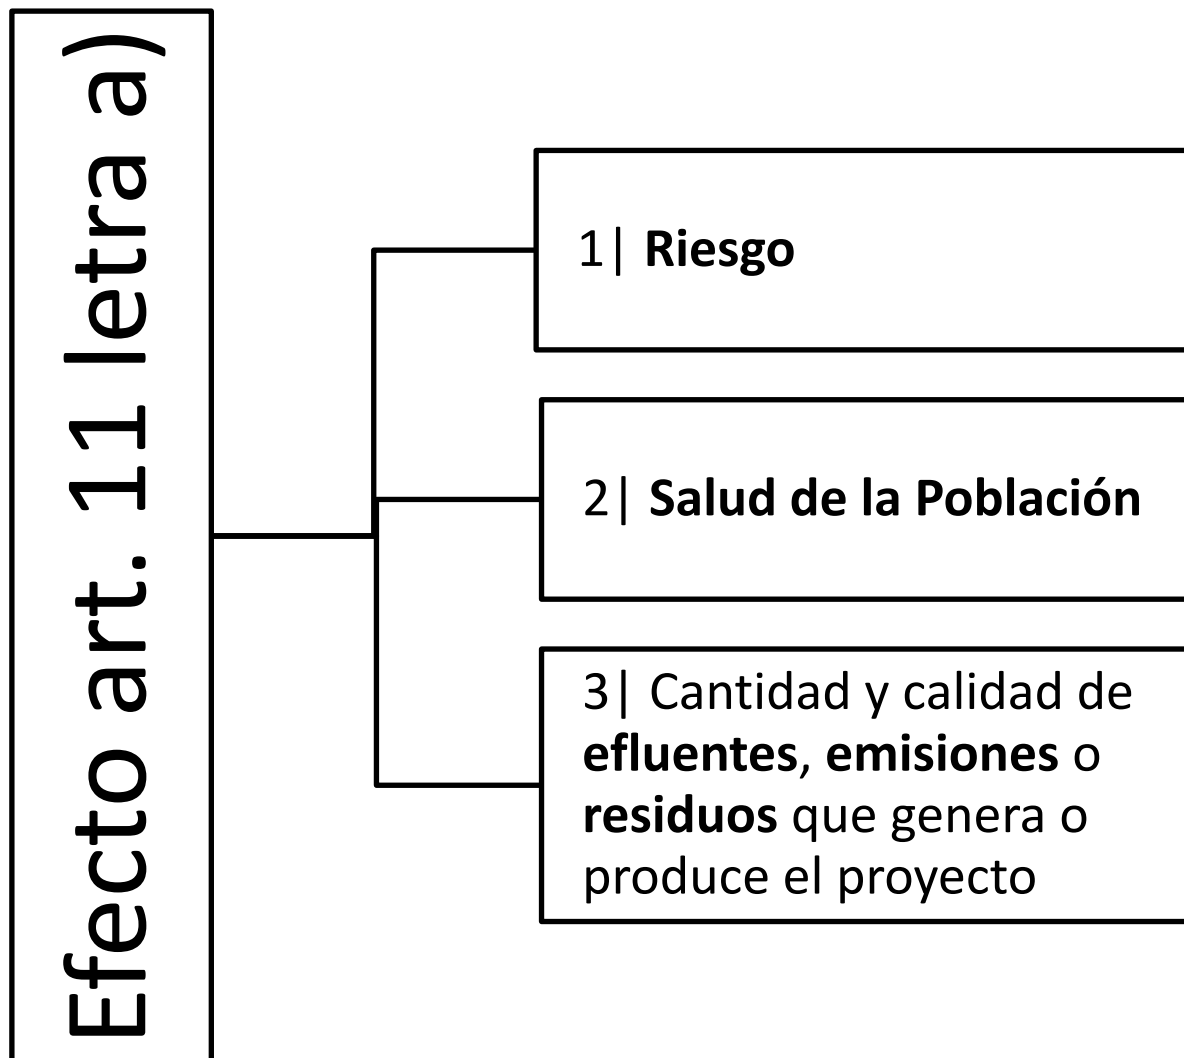 Efecto art. 11 letra a)
1| Riesgo
2| Salud de la Población
3| Cantidad y calidad de
efluentes, emisiones o
residuos que genera o
produce el proyecto